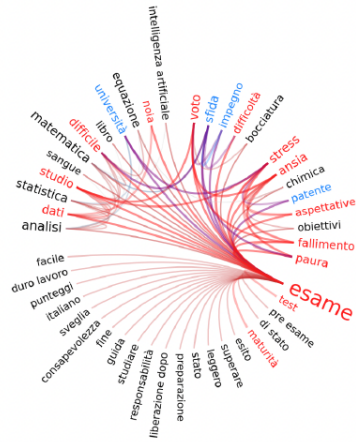 intelligenza artificiale
equazione
noia
voto
sfida
impegno
difficoltà
bocciatura
università
libro
difficile
matematica
sangue
studio
statistica
dati
analisi
stress
ansia
chimica
patente
aspettative
obiettivi
fallimento
paura
esame
test
pre esame
di stato
maturità
esito
superare
leggero
stato
preparazione
liberazione dopo
responsabilità
studiare
guida
fine
consapevolezza
sveglia
italiano
punteggi
duro lavoro
facile